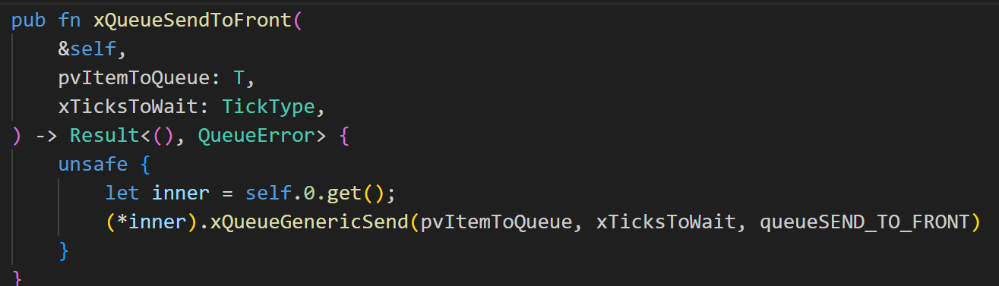 pub fn xQueueSendToFront(
    &self,
    pvItemToQueue: T,
    xTicksToWait: TickType,
) -> Result<(), QueueError> {
    unsafe {
        let inner = self.0.get();
        (*inner).xQueueGenericSend(pvItemToQueue, xTicksToWait, queueSEND_TO_FRONT)
    }
}